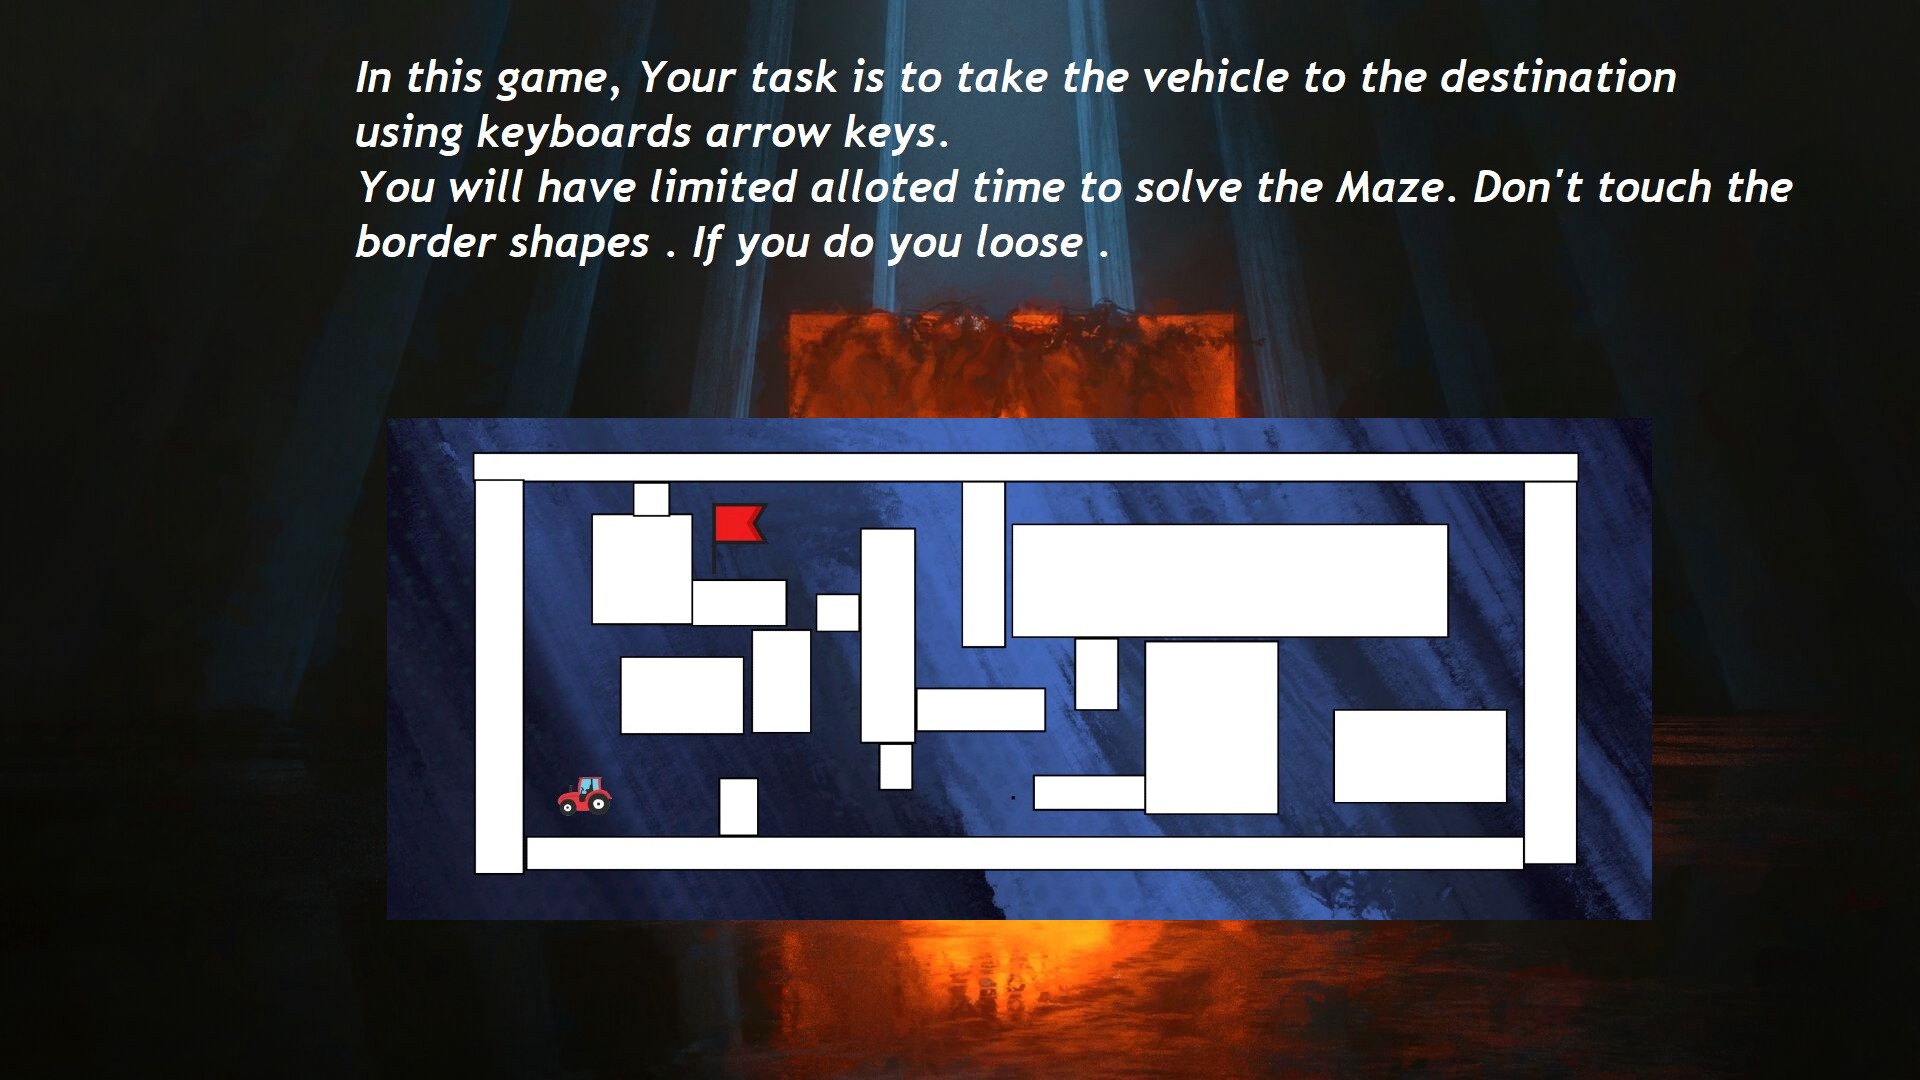 In this game, Your task is to take the vehicle to the destination
using keyboards arrow keys.
You will have limited alloted time to solve the Maze. Don't touch the
border shapes . If you do you loose .